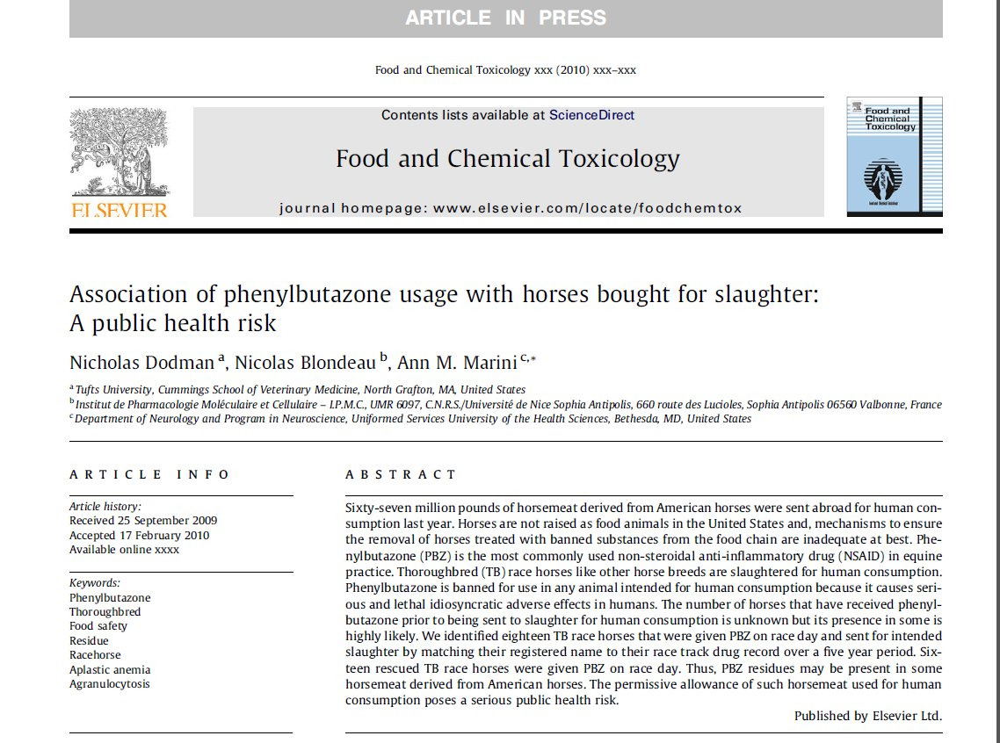 ARTICLE IN PRESS
Food and Chemical Toxicology xxx (2010) xxx–xxx
Contents lists available at ScienceDirect
Food and Chemical Toxicology
journal homepage: www.elsevier.com/locate/foodchemtox
ELSEVIER
Food and
Chemical
Toxicology
Association of phenylbutazone usage with horses bought for slaughter:
A public health risk
Nicholas Dodman a, Nicolas Blondeau b, Ann M. Marini c,*
a Tufts University, Cummings School of Veterinary Medicine, North Grafton, MA, United States
b Institut de Pharmacologie Moléculaire et Cellulaire – I.P.M.C., UMR 6097, C.N.R.S./Université de Nice Sophia Antipolis, 660 route des Lucioles, Sophia Antipolis 06560 Valbonne, France
c Department of Neurology and Program in Neuroscience, Uniformed Services University of the Health Sciences, Bethesda, MD, United States
ARTICLE INFO
Article history:
Received 25 September 2009
Accepted 17 February 2010
Available online xxxx
Keywords:
Phenylbutazone
Thoroughbred
Food safety
Residue
Racehorse
Aplastic anemia
Agranulocytosis
ABSTRACT
Sixty-seven million pounds of horsemeat derived from American horses were sent abroad for human con-
sumption last year. Horses are not raised as food animals in the United States and, mechanisms to ensure
the removal of horses treated with banned substances from the food chain are inadequate at best. Phe-
nylbutazone (PBZ) is the most commonly used non-steroidal anti-inflammatory drug (NSAID) in equine
practice. Thoroughbred (TB) race horses like other horse breeds are slaughtered for human consumption.
Phenylbutazone is banned for use in any animal intended for human consumption because it causes seri-
ous and lethal idiosyncratic adverse effects in humans. The number of horses that have received phenyl-
butazone prior to being sent to slaughter for human consumption is unknown but its presence in some is
highly likely. We identified eighteen TB race horses that were given PBZ on race day and sent for intended
slaughter by matching their registered name to their race track drug record over a five year period. Six-
teen rescued TB race horses were given PBZ on race day. Thus, PBZ residues may be present in some
horsemeat derived from American horses. The permissive allowance of such horsemeat used for human
consumption poses a serious public health risk.
Published by Elsevier Ltd.